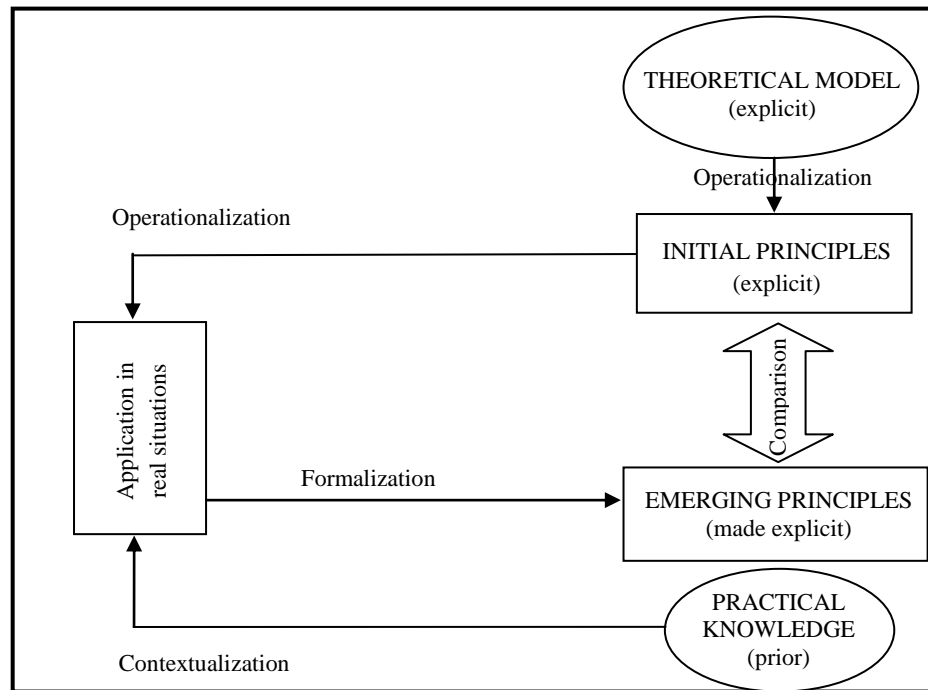 THEORETICAL MODEL
(explicit)
Operationalization
Operationalization
INITIAL PRINCIPLES
(explicit)
Application in
real situations
Comparison
Formalization
EMERGING PRINCIPLES
(made explicit)
PRACTICAL
KNOWLEDGE
(prior)
Contextualization